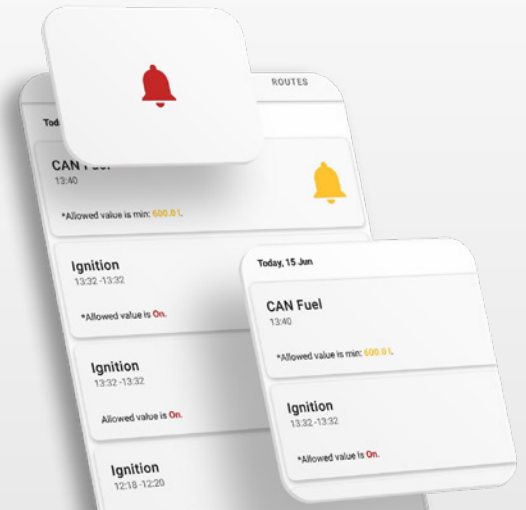 ROUTES
Tod
CAN Fuel
13:40
*Allowed value is min: 600.0 l.
Ignition
13:32 -13:32
*Allowed value is On.
Ignition
13:32 -13:32
Allowed value is On.
Ignition
12:18 -12:20
Today, 15 Jun
CAN Fuel
13:40
*Allowed value is min: 600.0 l.
Ignition
13:32 -13:32
*Allowed value is On.